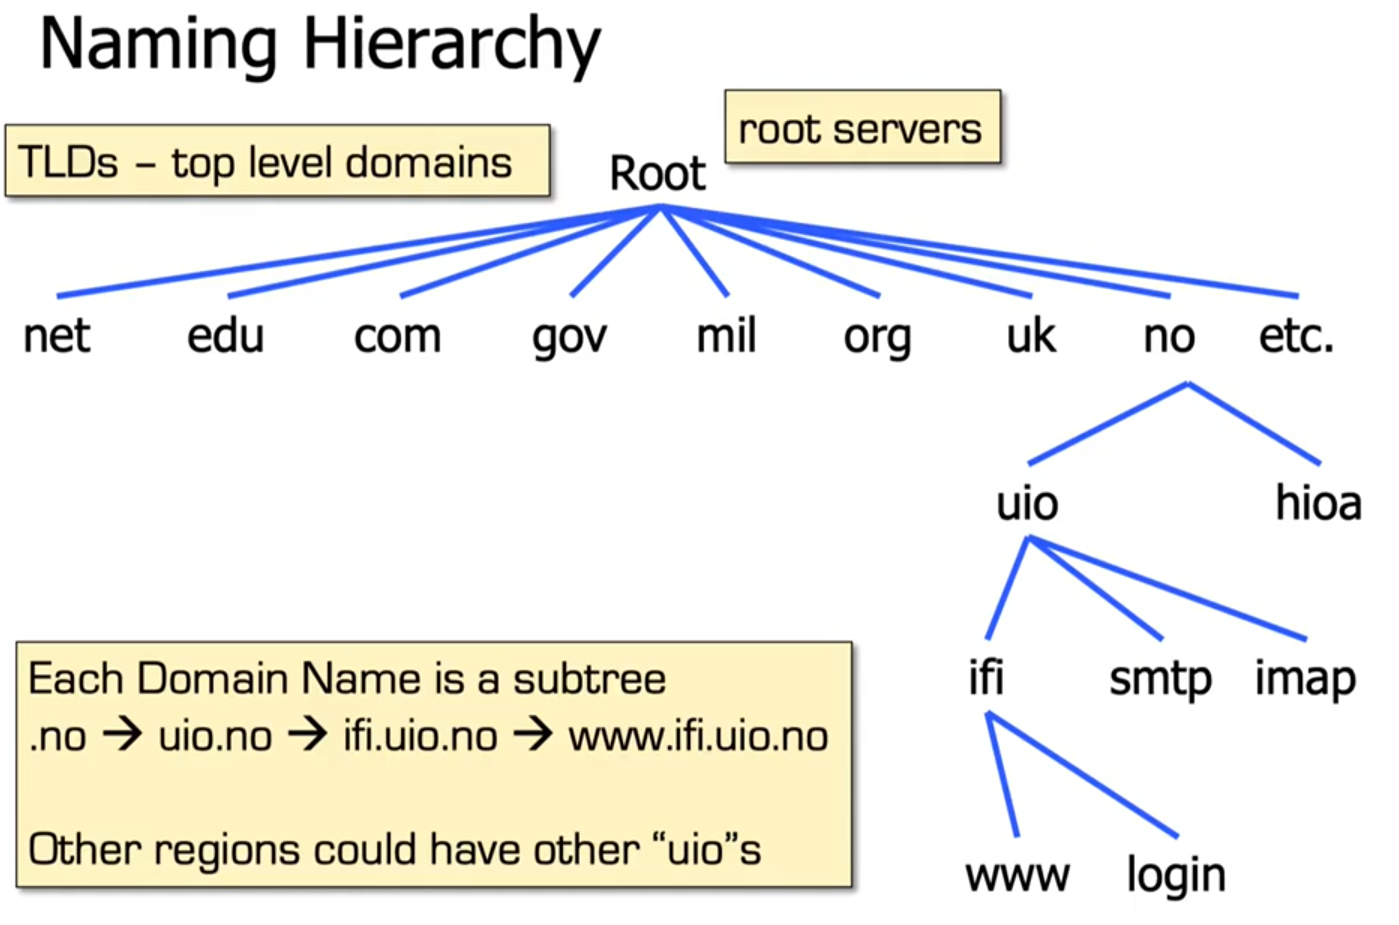 Naming Hierarchy
root servers
TLDs – top level domains
Root
net edu com gov mil org uk no etc.
uio hioa
ifi smtp imap
Each Domain Name is a subtree
.no → uio.no → ifi.uio.no → www.ifi.uio.no
Other regions could have other “uio”s
www login